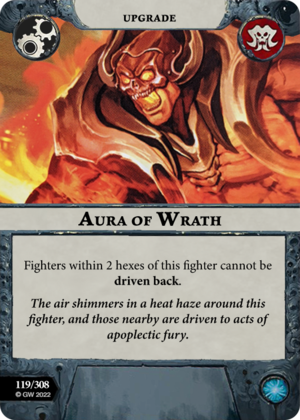 UPGRADE
AURA OF WRATH
Fighters within 2 hexes of this fighter cannot be
driven back.
The air shimmers in a heat haze around this
fighter, and those nearby are driven to acts of
apoplectic fury.
119/308
© GW 2022